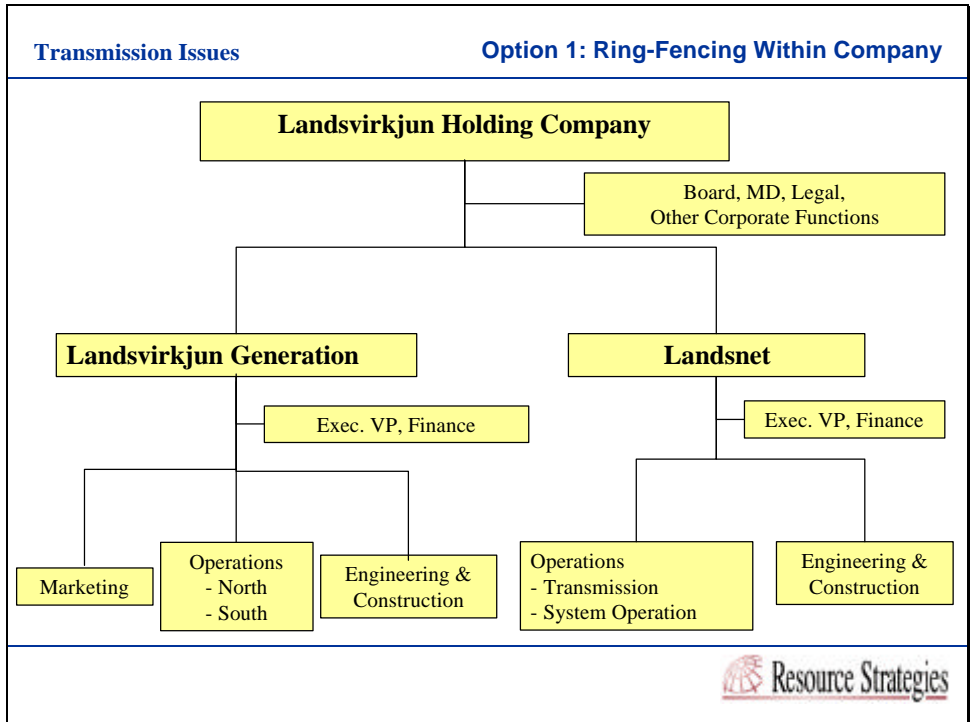 Transmission Issues
Option 1: Ring-Fencing Within Company
Landsvirkjun Holding Company
Board, MD, Legal,
Other Corporate Functions
Landsvirkjun Generation
Landsnet
Exec. VP, Finance
Exec. VP, Finance
Marketing
Operations
- North
- South
Engineering &
Construction
Operations
- Transmission
- System Operation
Engineering &
Construction
Resource Strategies